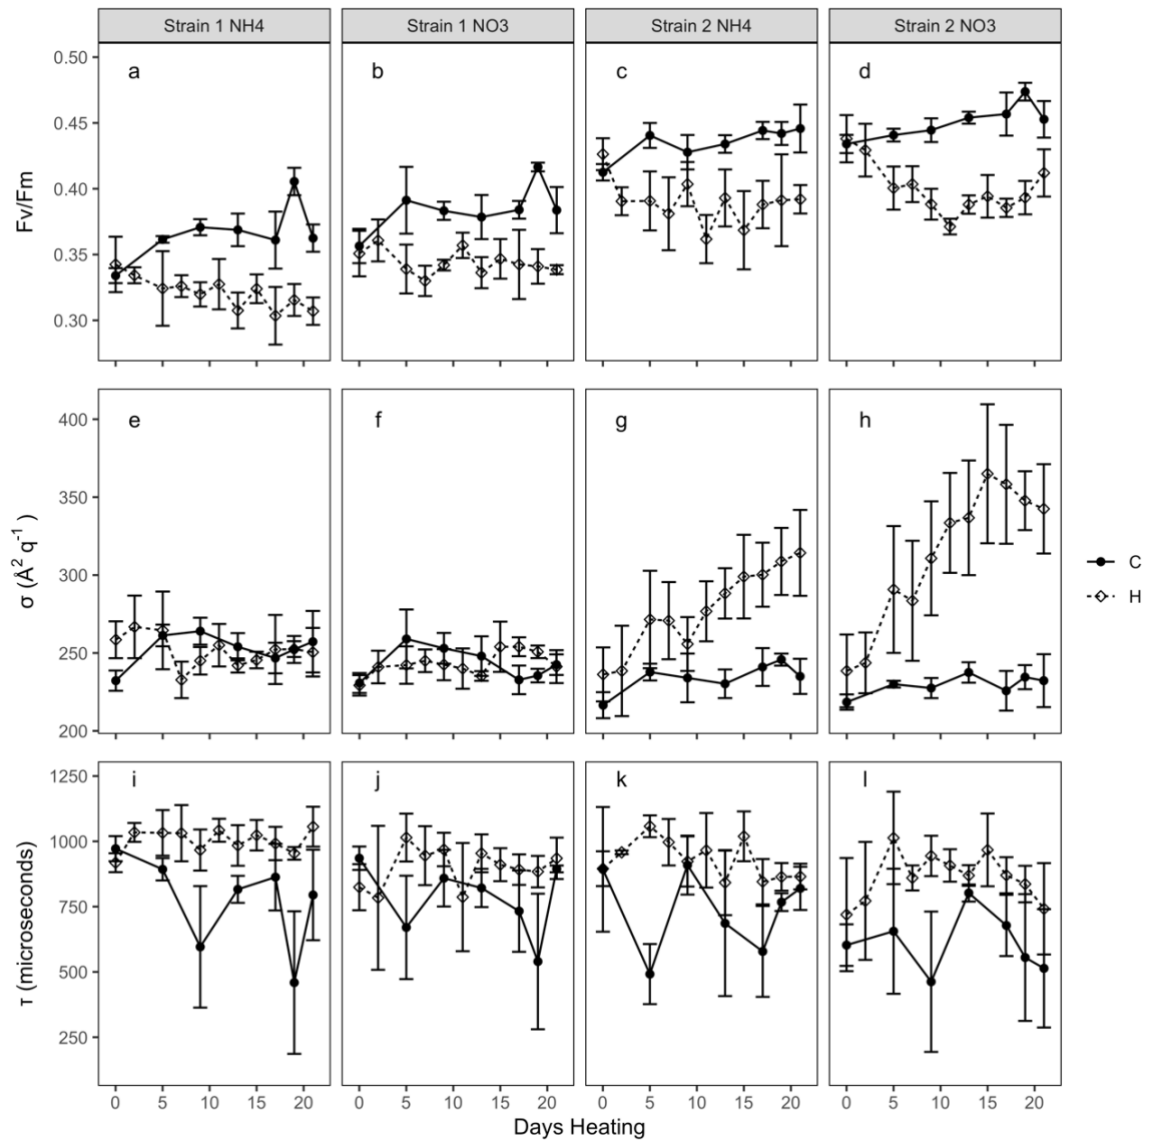 Strain 1 NH4 Strain 1 NO3 Strain 2 NH4 Strain 2 NO3
Fv/Fm
0.50
0.45
0.40
0.35
0.30
a b c d
σ (Å² q⁻¹ )
400
350
300
250
200
e f g h
C
H
τ (microseconds)
1250
1000
750
500
250
i j k l
0 5 10 15 20 0 5 10 15 20 0 5 10 15 20 0 5 10 15 20
Days Heating